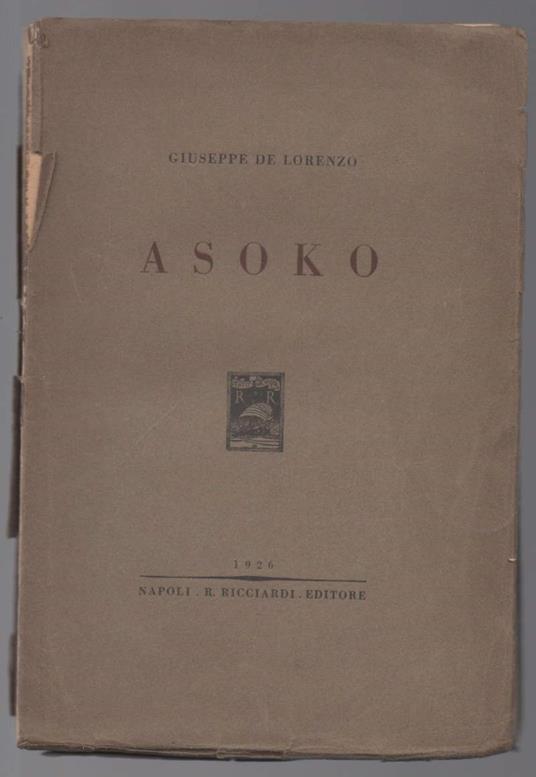 GIUSEPPE DE LORENZO
ASOKO
R R
1926
NAPOLI . R. RICCIARDI . EDITORE